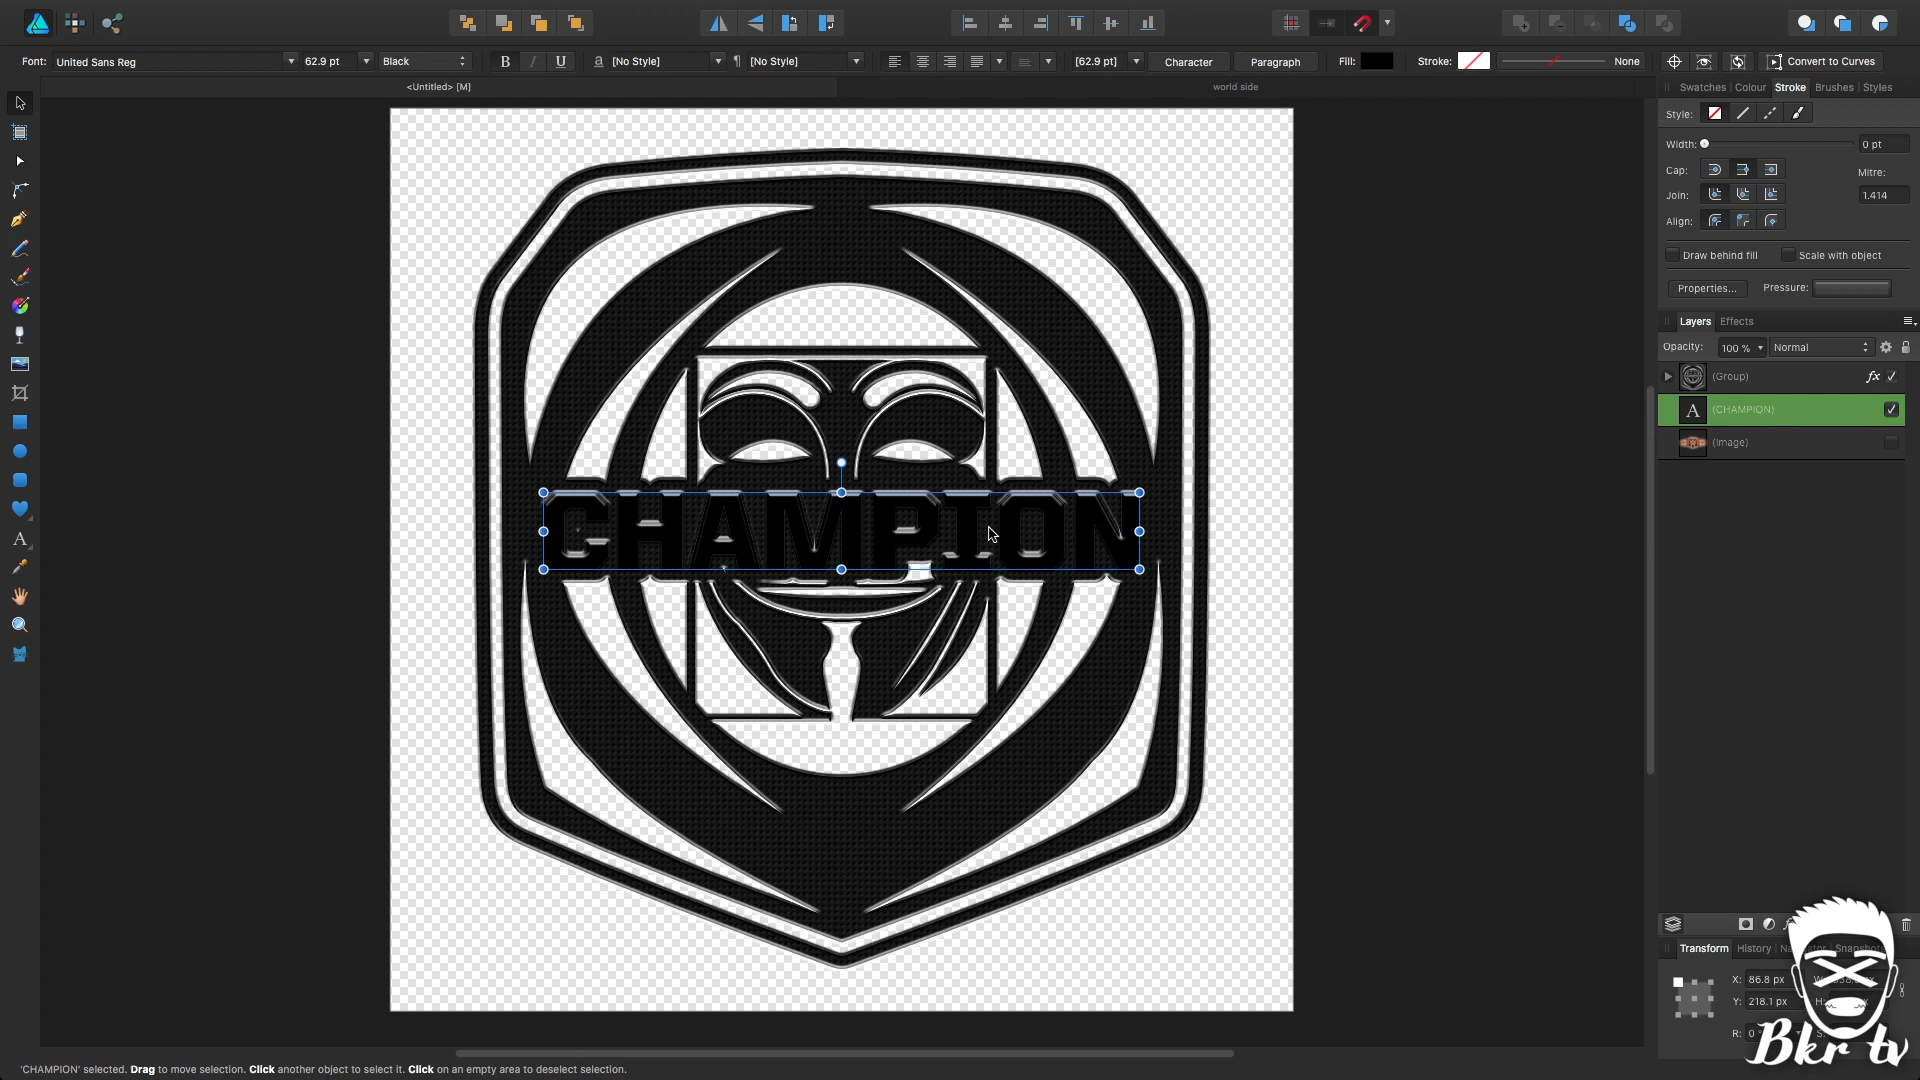 Font: United Sans Reg 62.9 pt Black B I U a [No Style] ¶ [No Style] [62.9 pt] Character Paragraph Fill: Stroke: None Convert to Curves
<Untitled> [M] world side
Swatches Colour Stroke Brushes Styles
Style:
Width: 0 pt
Cap: Mitre:
Join: 1.414
Align:
Draw behind fill Scale with object
Properties... Pressure:
Layers Effects
Opacity: 100 % Normal
(Group) fx
A (CHAMPION)
(Image)
CHAMPION
Transform History
X: 86.8 px
Y: 218.1 px H:
R: 0
Bkr tv
'CHAMPION' selected. Drag to move selection. Click another object to select it. Click on an empty area to deselect selection.